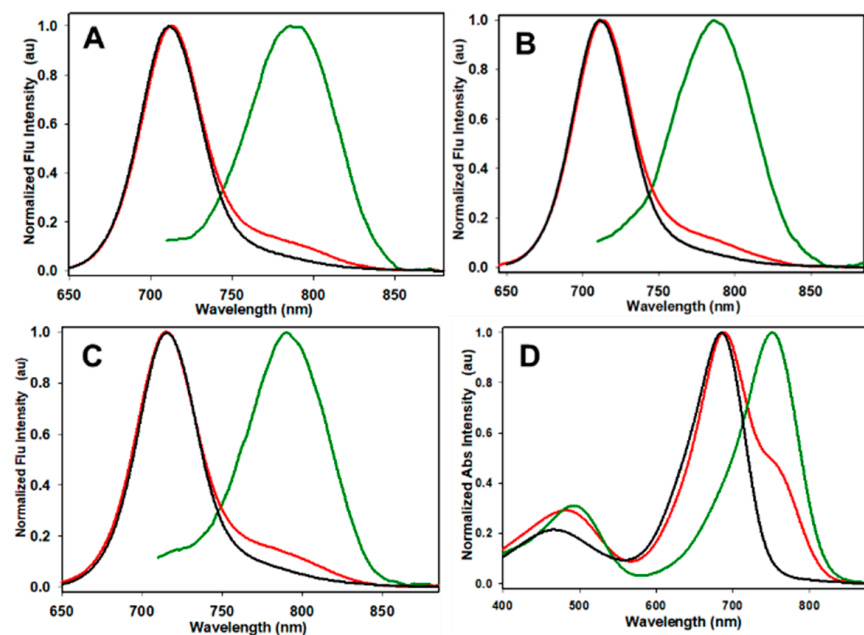 A
Normalized Flu Intensity (au)
1.0
0.8
0.6
0.4
0.2
0.0
650 700 750 800 850
Wavelength (nm)
B
Normalized Flu Intensity (au)
1.0
0.8
0.6
0.4
0.2
0.0
650 700 750 800 850
Wavelength (nm)
C
Normalized Flu Intensity (au)
1.0
0.8
0.6
0.4
0.2
0.0
650 700 750 800 850
Wavelength (nm)
D
Normalized Abs Intensity (au)
1.0
0.8
0.6
0.4
0.2
0.0
400 500 600 700 800
Wavelength (nm)